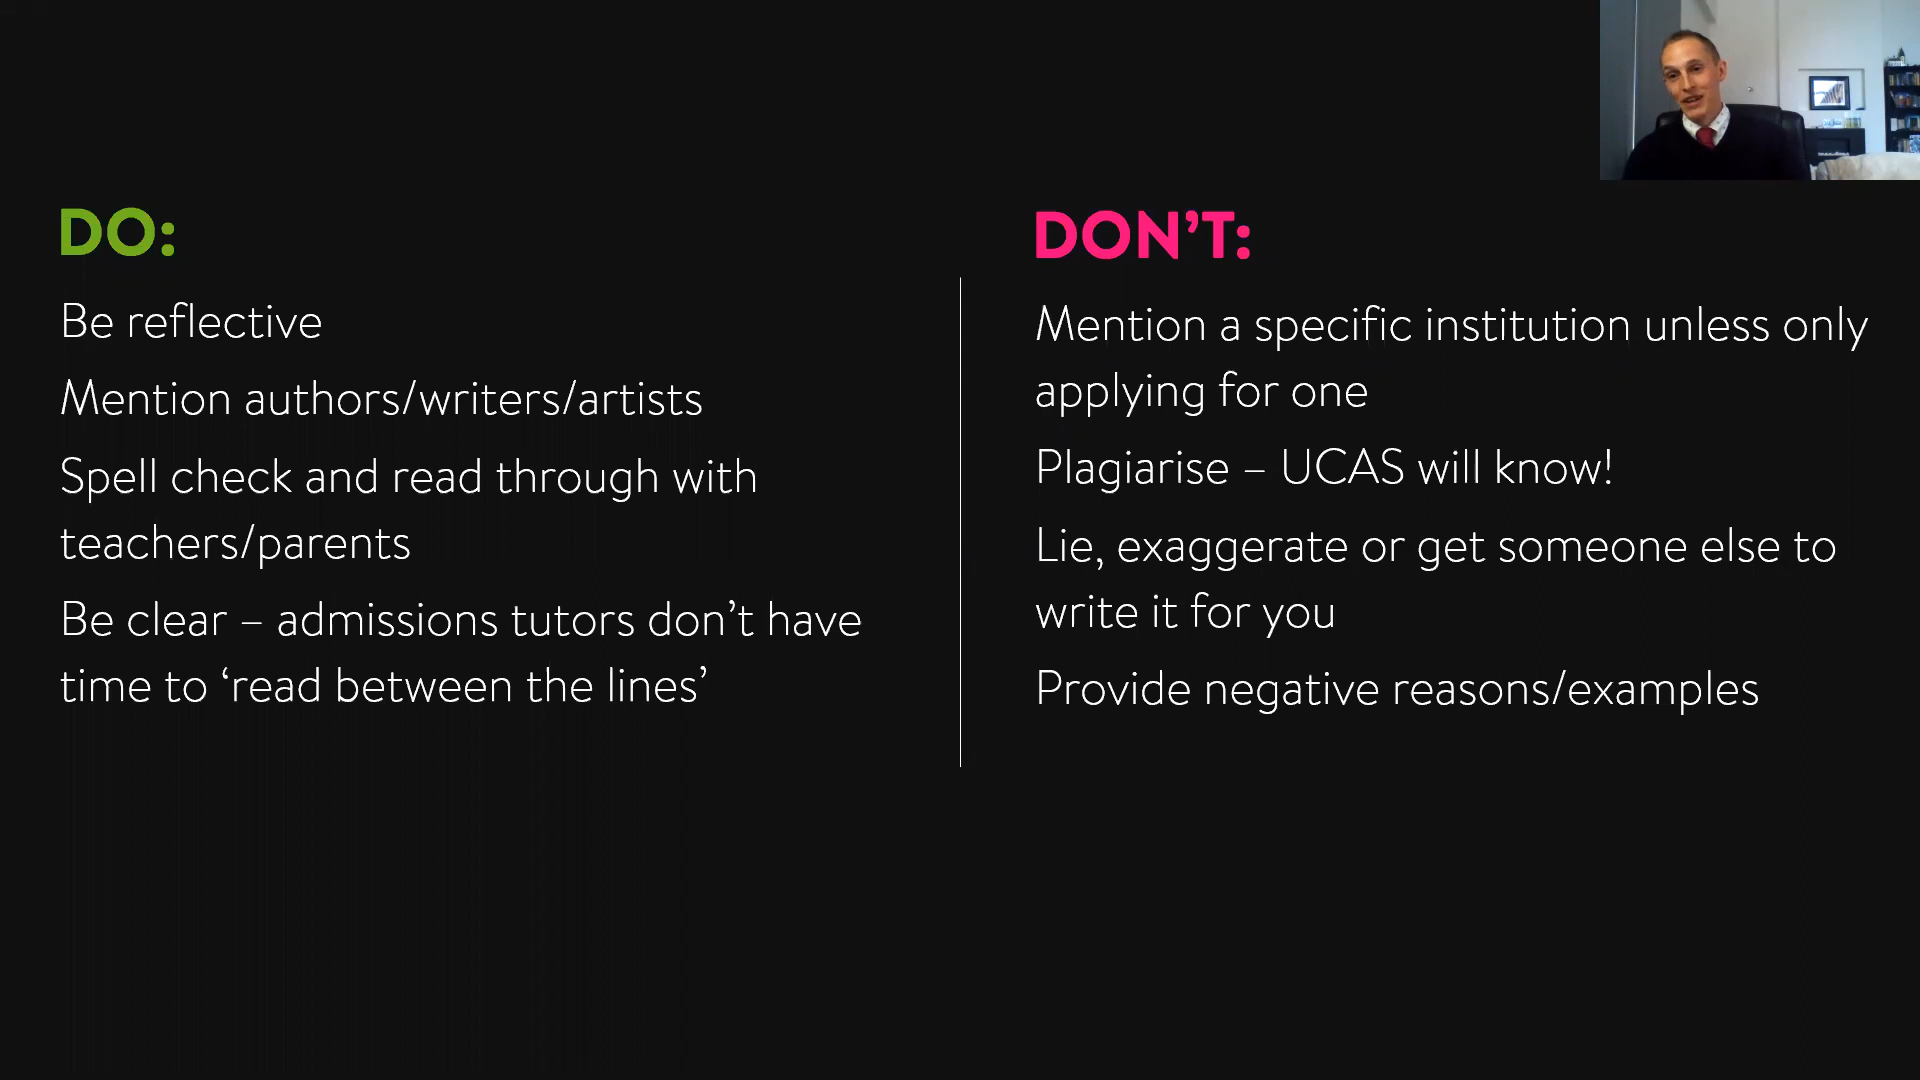 DO:
Be reflective
Mention authors/writers/artists
Spell check and read through with
teachers/parents
Be clear – admissions tutors don’t have
time to ‘read between the lines’
DON’T:
Mention a specific institution unless only
applying for one
Plagiarise – UCAS will know!
Lie, exaggerate or get someone else to
write it for you
Provide negative reasons/examples